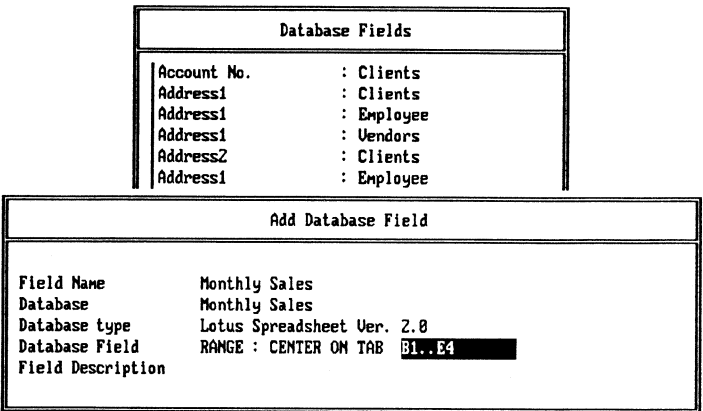 Database Fields
Account No. : Clients
Address1 : Clients
Address1 : Employee
Address1 : Vendors
Address2 : Clients
Address1 : Employee
Add Database Field
Field Name Monthly Sales
Database Monthly Sales
Database type Lotus Spreadsheet Ver. 2.0
Database Field RANGE : CENTER ON TAB B1..E4
Field Description